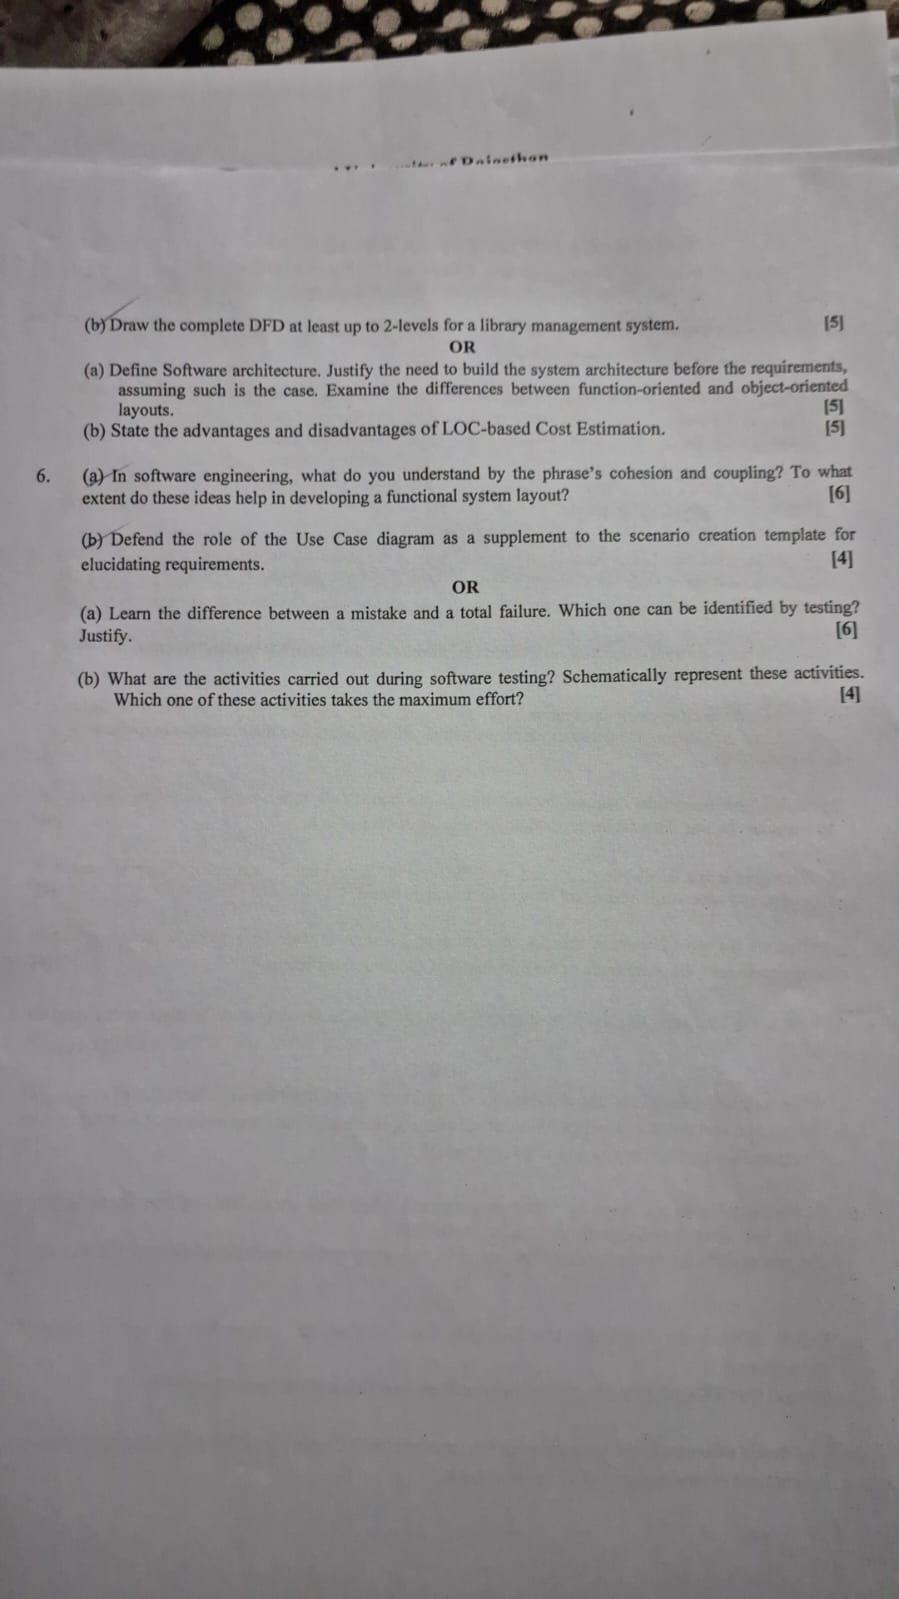 of Dainsthan
(b) Draw the complete DFD at least up to 2-levels for a library management system. [5]
OR
(a) Define Software architecture. Justify the need to build the system architecture before the requirements,
assuming such is the case. Examine the differences between function-oriented and object-oriented
layouts. [5]
(b) State the advantages and disadvantages of LOC-based Cost Estimation. [5]
6. (a) In software engineering, what do you understand by the phrase's cohesion and coupling? To what
extent do these ideas help in developing a functional system layout? [6]
(b) Defend the role of the Use Case diagram as a supplement to the scenario creation template for
elucidating requirements. [4]
OR
(a) Learn the difference between a mistake and a total failure. Which one can be identified by testing?
Justify. [6]
(b) What are the activities carried out during software testing? Schematically represent these activities.
Which one of these activities takes the maximum effort? [4]